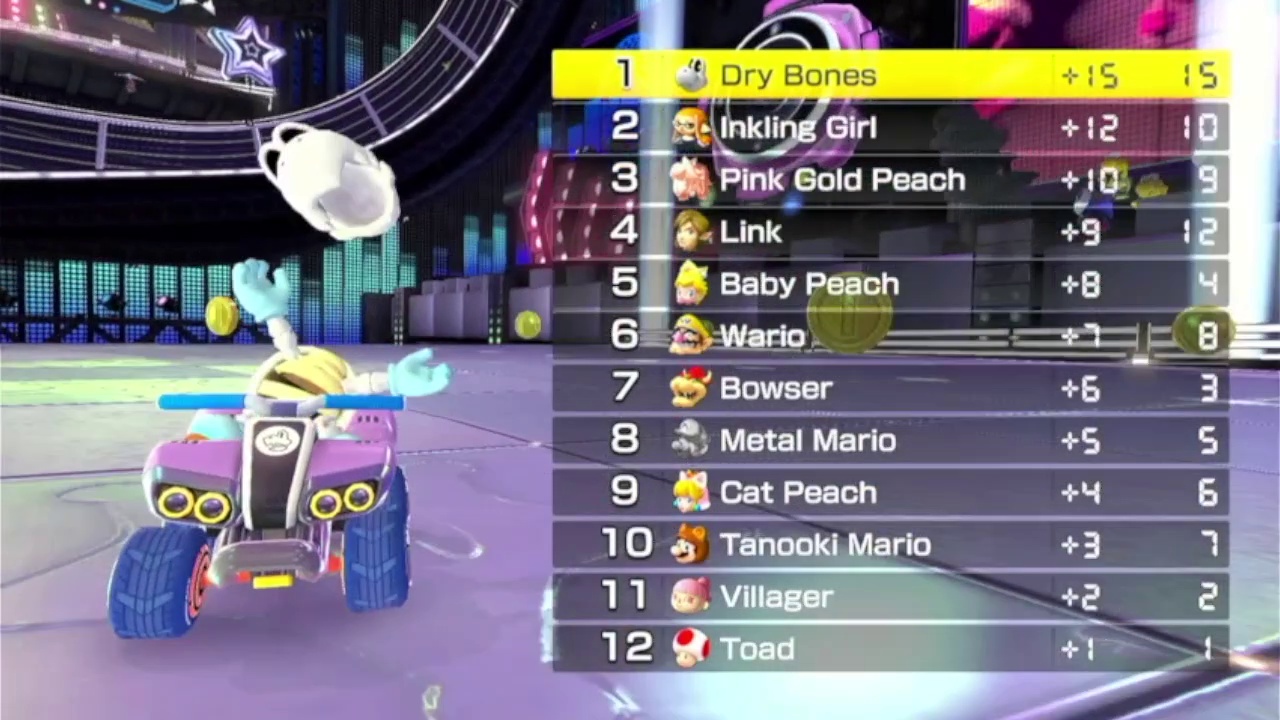 1 Dry Bones +15 15
2 Inkling Girl +12 10
3 Pink Gold Peach +10 9
4 Link +9 12
5 Baby Peach +8 4
6 Wario +7 8
7 Bowser +6 3
8 Metal Mario +5 5
9 Cat Peach +4 6
10 Tanooki Mario +3 7
11 Villager +2 2
12 Toad +1 1